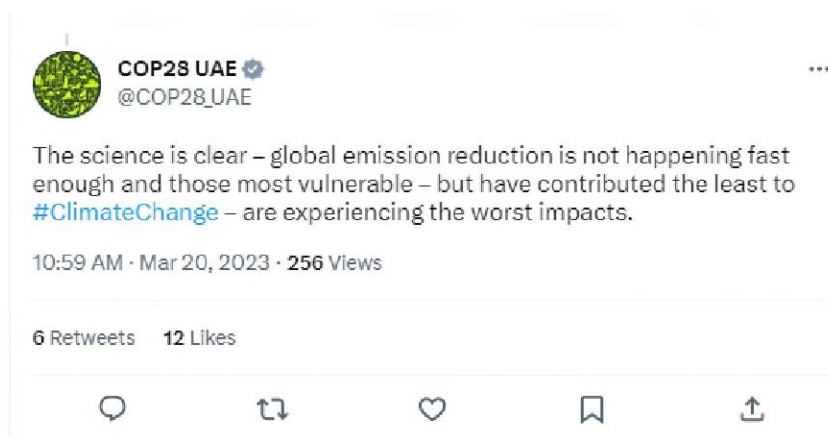 COP28 UAE
@COP28_UAE
The science is clear – global emission reduction is not happening fast
enough and those most vulnerable – but have contributed the least to
#ClimateChange – are experiencing the worst impacts.
10:59 AM · Mar 20, 2023 · 256 Views
6 Retweets 12 Likes